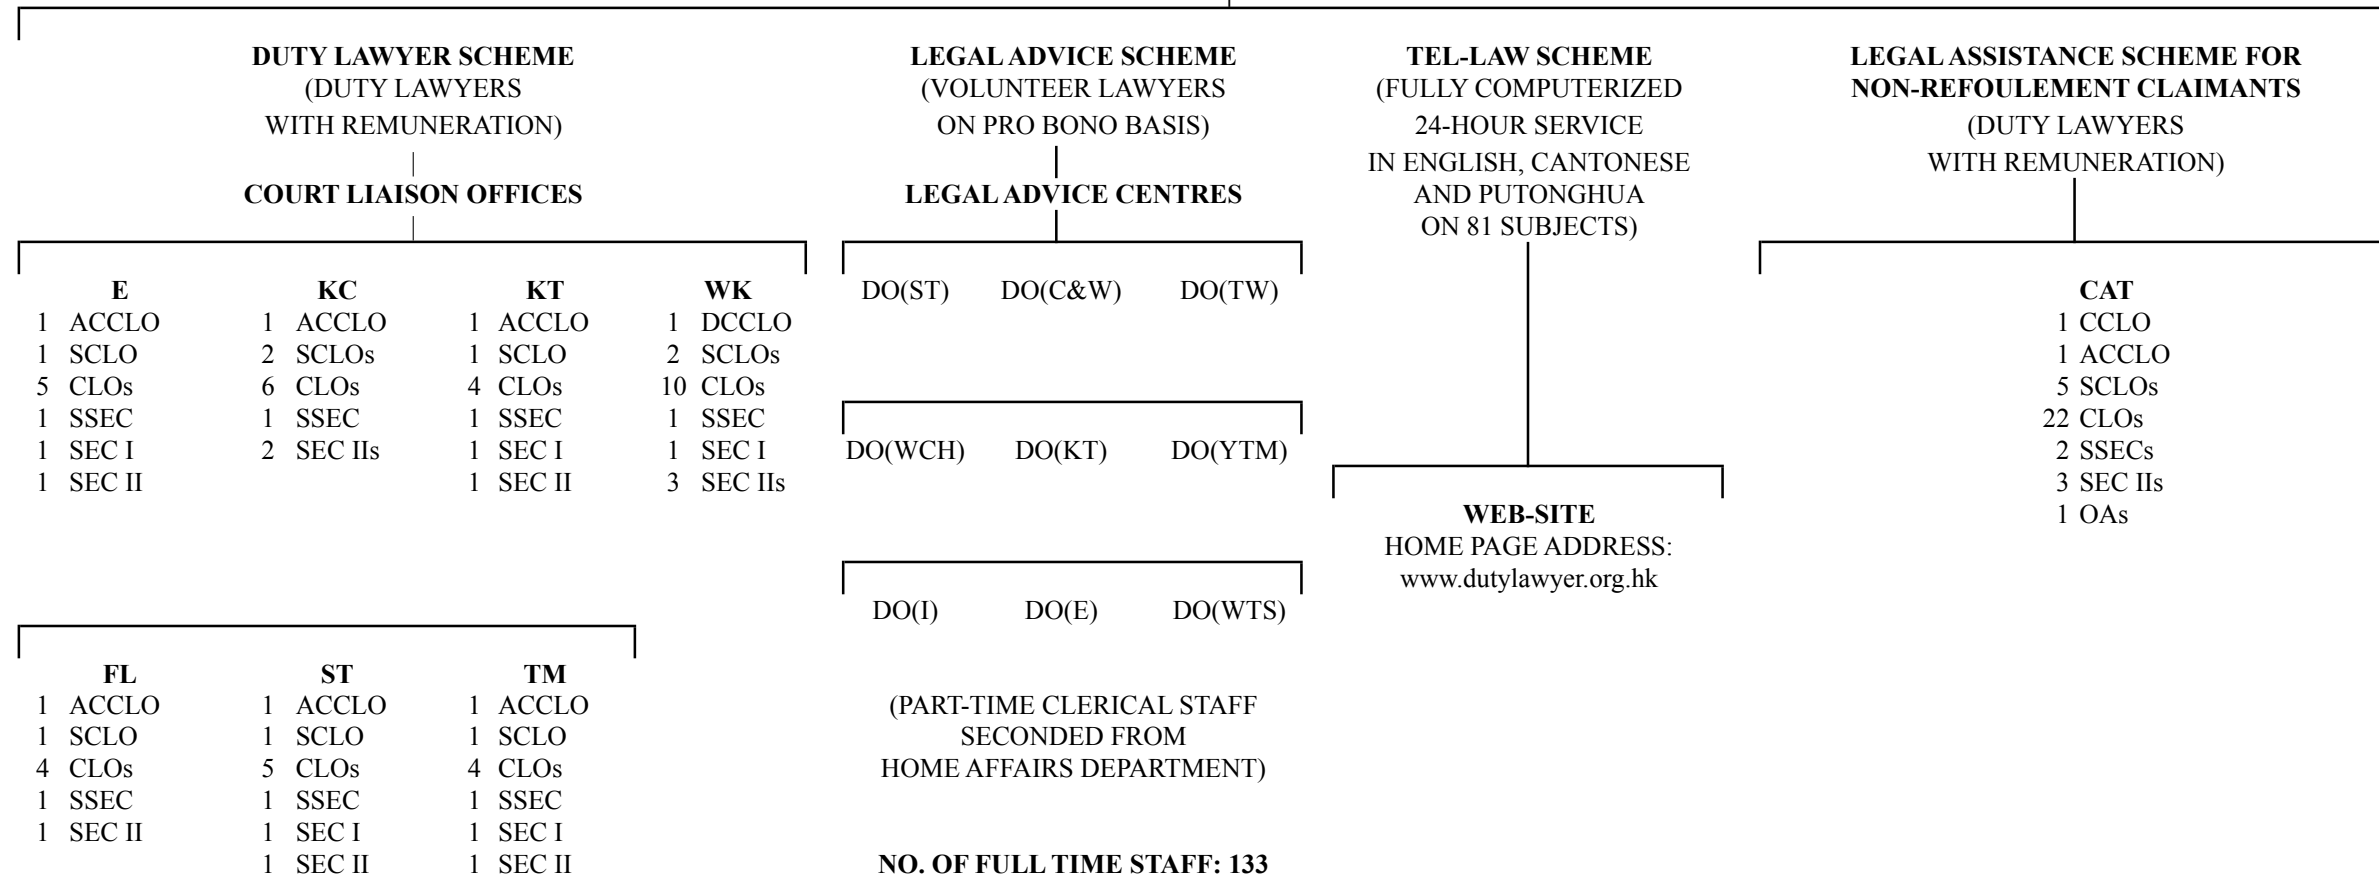 DUTY LAWYER SCHEME
(DUTY LAWYERS
WITH REMUNERATION)
COURT LIAISON OFFICES
E
1 ACCLO
1 SCLO
5 CLOs
1 SSEC
1 SEC I
1 SEC II
KC
1 ACCLO
2 SCLOs
6 CLOs
1 SSEC
2 SEC IIs
KT
1 ACCLO
1 SCLO
4 CLOs
1 SSEC
1 SEC I
1 SEC II
WK
1 DCCLO
2 SCLOs
10 CLOs
1 SSEC
1 SEC I
3 SEC IIs
FL
1 ACCLO
1 SCLO
4 CLOs
1 SSEC
1 SEC II
ST
1 ACCLO
1 SCLO
5 CLOs
1 SSEC
1 SEC I
1 SEC II
TM
1 ACCLO
1 SCLO
4 CLOs
1 SSEC
1 SEC I
1 SEC II
LEGAL ADVICE SCHEME
(VOLUNTEER LAWYERS
ON PRO BONO BASIS)
LEGAL ADVICE CENTRES
DO(ST) DO(C&W) DO(TW)
DO(WCH) DO(KT) DO(YTM)
DO(I) DO(E) DO(WTS)
(PART-TIME CLERICAL STAFF
SECONDED FROM
HOME AFFAIRS DEPARTMENT)
NO. OF FULL TIME STAFF: 133
TEL-LAW SCHEME
(FULLY COMPUTERIZED
24-HOUR SERVICE
IN ENGLISH, CANTONESE
AND PUTONGHUA
ON 81 SUBJECTS)
WEB-SITE
HOME PAGE ADDRESS:
www.dutylawyer.org.hk
LEGAL ASSISTANCE SCHEME FOR
NON-REFOULEMENT CLAIMANTS
(DUTY LAWYERS
WITH REMUNERATION)
CAT
1 CCLO
1 ACCLO
5 SCLOs
22 CLOs
2 SSECs
3 SEC IIs
1 OAs